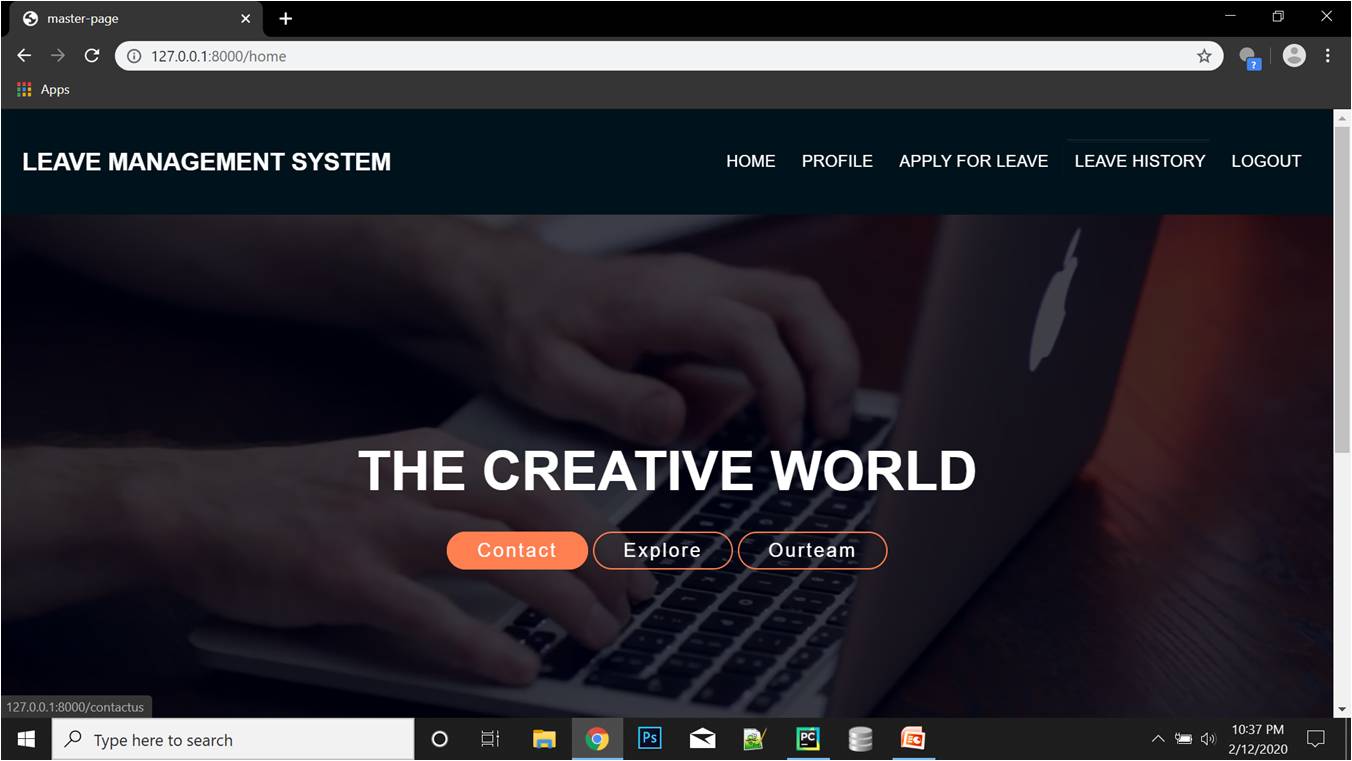 master-page
127.0.0.1:8000/home
?
Apps
LEAVE MANAGEMENT SYSTEM
HOME PROFILE APPLY FOR LEAVE LEAVE HISTORY LOGOUT
THE CREATIVE WORLD
Contact Explore Ourteam
127.0.0.1:8000/contactus
Type here to search
Ps
PC
10:37 PM
2/12/2020